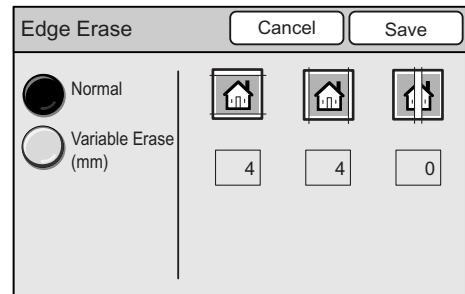 Edge Erase
Cancel
Save
Normal
Variable Erase
(mm)
4
4
0